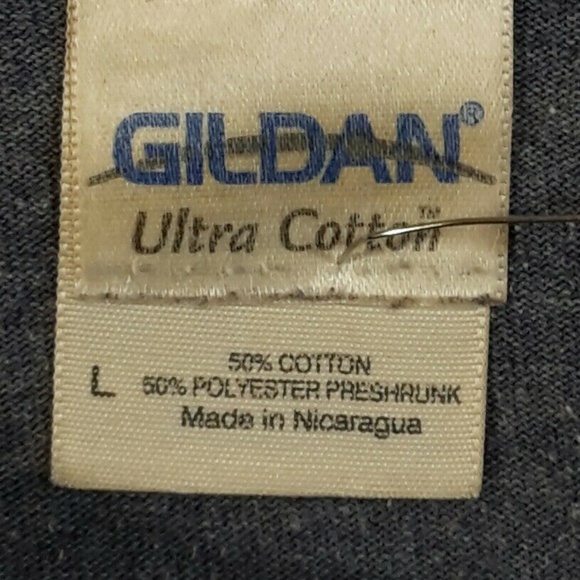 GILDAN®
Ultra Cotton™
50% COTTON
L 50% POLYESTER PRESHRUNK
Made in Nicaragua